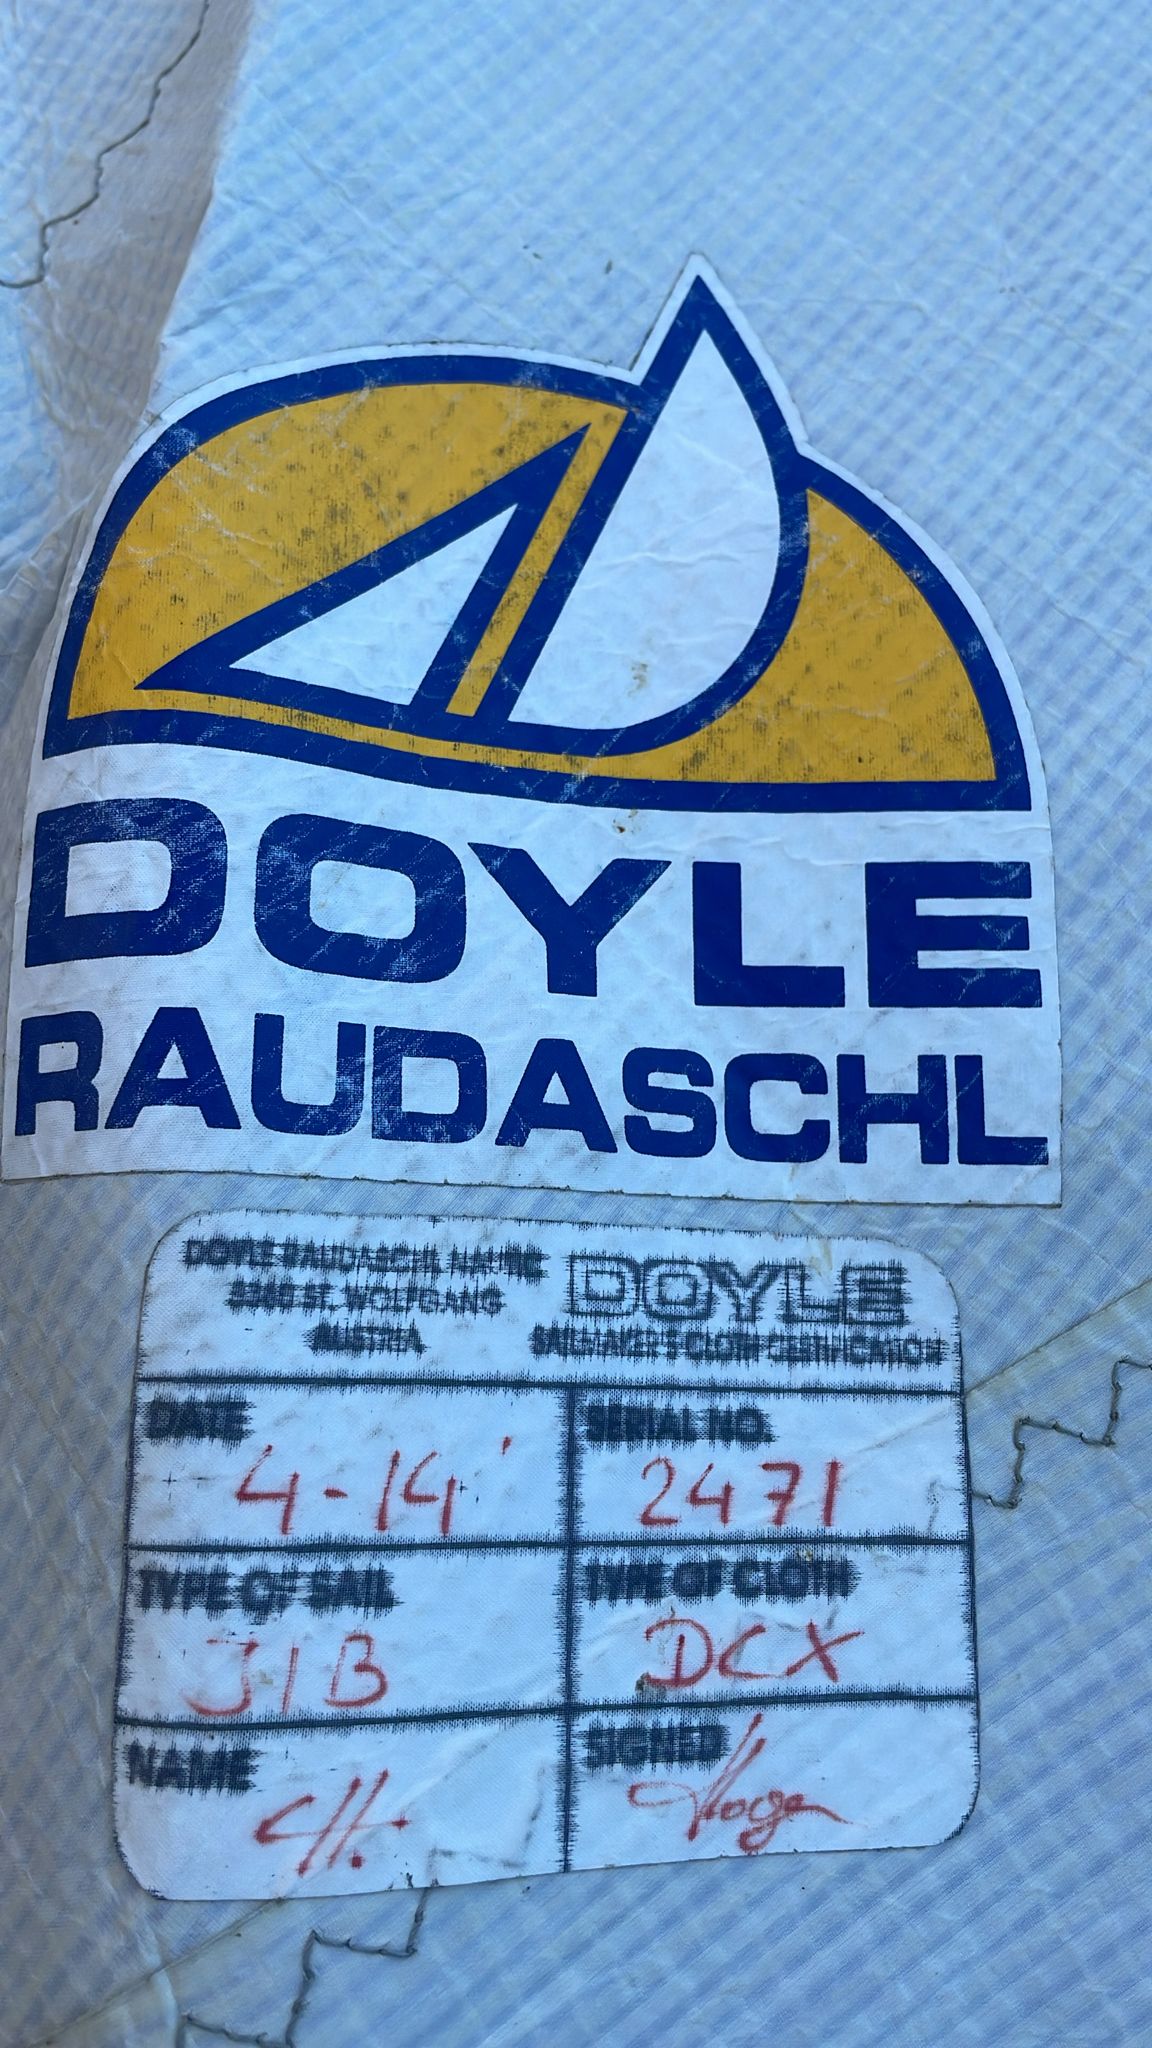 DOYLE
RAUDASCHL
DOYLE RAUDASCHL MARINE
ST. WOLFGANG
AUSTRIA
DOYLE
SAILMAKER'S CLOTH CERTIFICATION
DATE
4-14'
SERIAL NO.
2471
TYPE OF SAIL
JIB
TYPE OF CLOTH
DCX
NAME
SIGNED